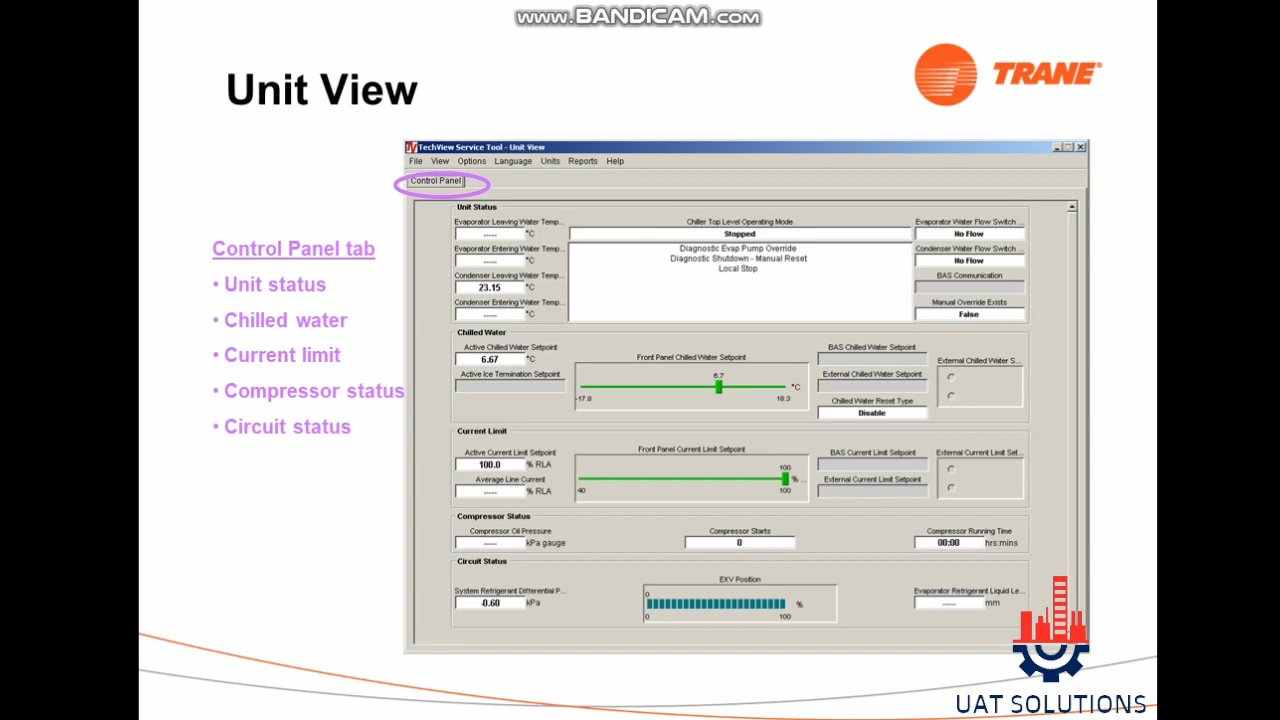 www.BANDICAM.com
Unit View
TRANE
TechView Service Tool - Unit View
File View Options Language Units Reports Help
Control Panel
Control Panel tab
• Unit status
• Chilled water
• Current limit
• Compressor status
• Circuit status
Unit Status
Evaporator Leaving Water Temp...
----- °C
Evaporator Entering Water Temp...
----- °C
Condenser Leaving Water Temp...
23.15 °C
Condenser Entering Water Temp...
----- °C
Chiller Top Level Operating Mode
Stopped
Diagnostic Evap Pump Override
Diagnostic Shutdown - Manual Reset
Local Stop
Evaporator Water Flow Switch ...
No Flow
Condenser Water Flow Switch ...
No Flow
BAS Communication
Manual Override Exists
False
Chilled Water
Active Chilled Water Setpoint
6.67 °C
Active Ice Termination Setpoint
Front Panel Chilled Water Setpoint
6.7
°C
-17.8 18.3
BAS Chilled Water Setpoint
External Chilled Water Setpoint
Chilled Water Reset Type
Disable
External Chilled Water S...
Current Limit
Active Current Limit Setpoint
100.0 % RLA
Average Line Current
----- % RLA
Front Panel Current Limit Setpoint
100
% ...
40 100
BAS Current Limit Setpoint
External Current Limit Setpoint
External Current Limit Set...
Compressor Status
Compressor Oil Pressure
----- kPa gauge
Compressor Starts
0
Compressor Running Time
00:00 hrs:mins
Circuit Status
System Refrigerant Differential P...
-0.60 kPa
EXV Position
0
%
0 100
Evaporator Refrigerant Liquid Le...
----- mm
UAT SOLUTIONS